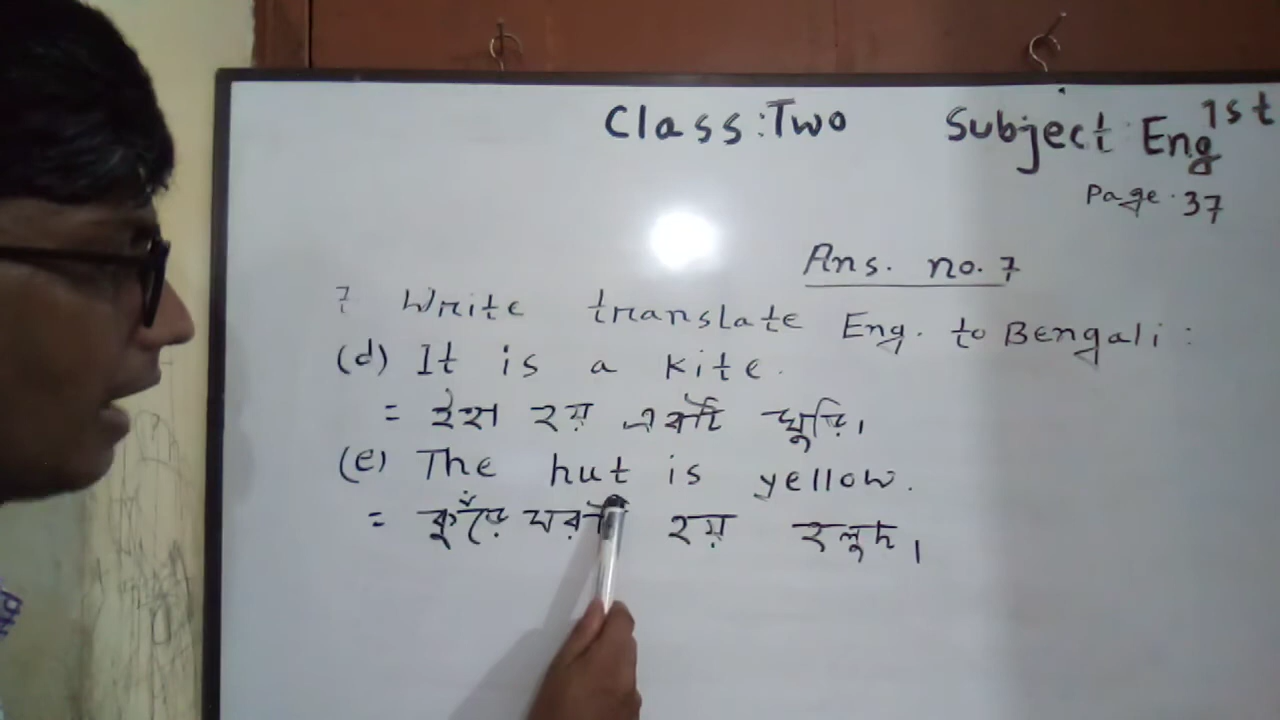 Class: Two Subject: Eng 1st
Page. 37
Ans. no. 7
7 Write translate Eng. to Bengali:
(d) It is a kite.
= হয় একটি ঘুড়ি।
(e) The hut is yellow.
= কুঁড়ে ঘরটি হয় হলুদ।